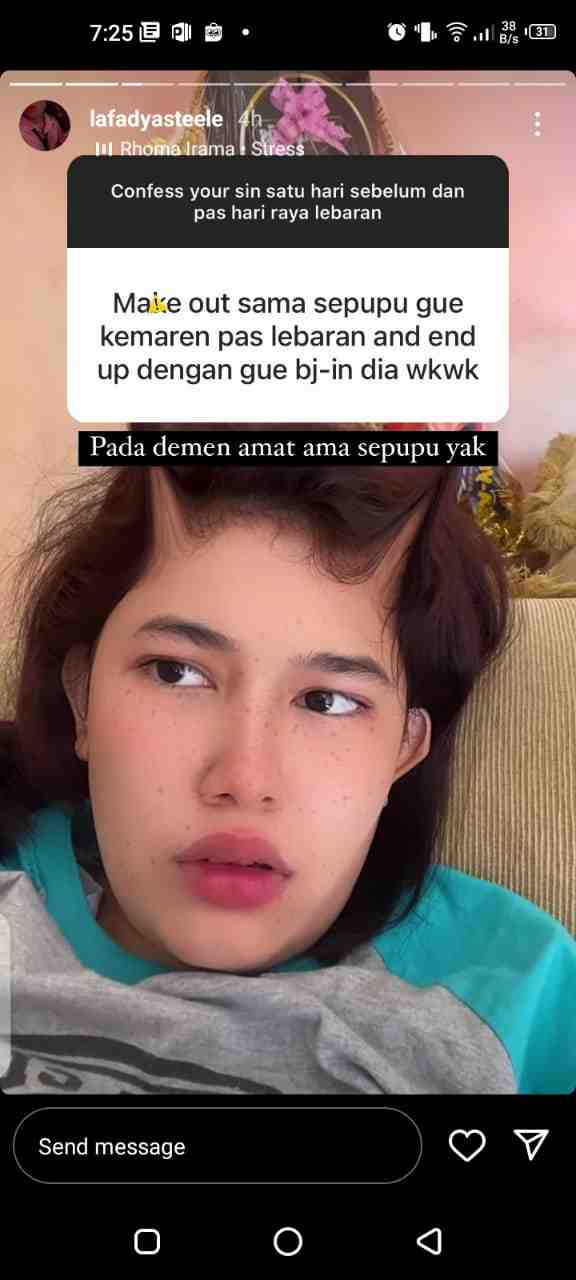 7:25
38
B/s
31
lafadyasteele 4h
Rhoma Irama • Stress
Confess your sin satu hari sebelum dan
pas hari raya lebaran
Make out sama sepupu gue
kemaren pas lebaran and end
up dengan gue bj-in dia wkwk
Pada demen amat ama sepupu yak
Send message